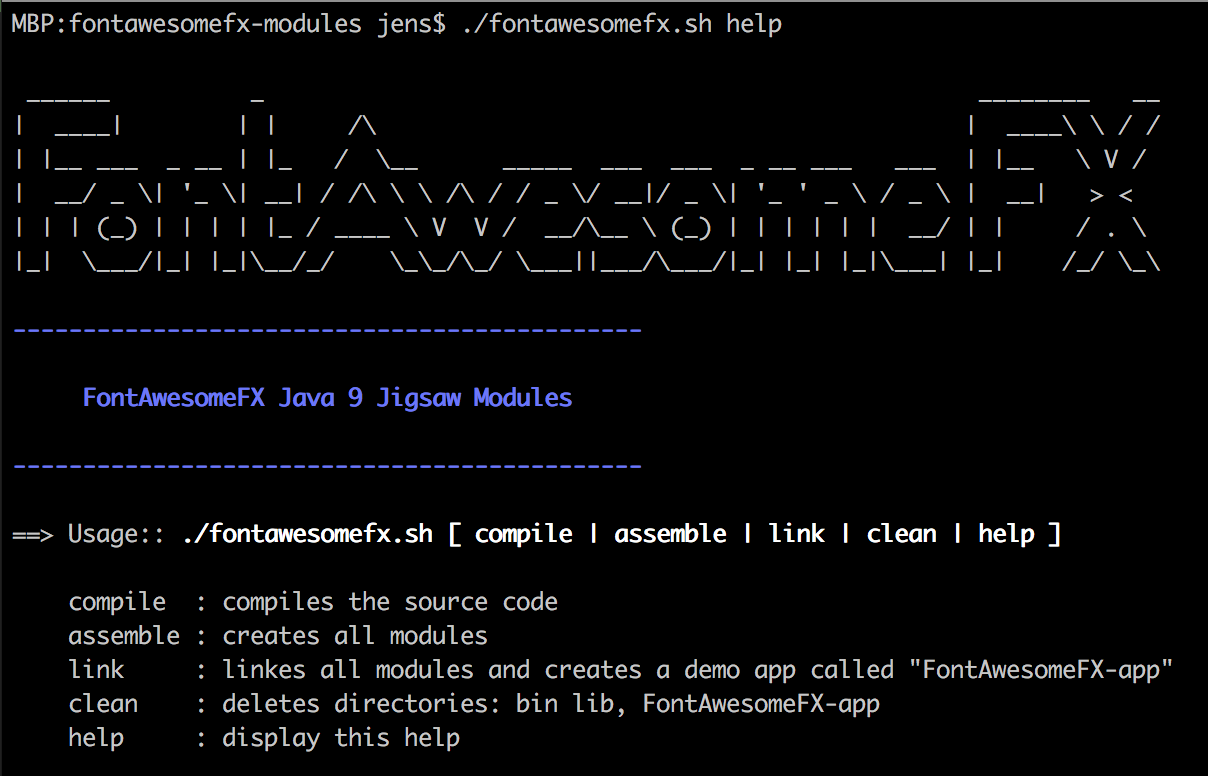 MBP:fontawesomefx-modules jens$ ./fontawesomefx.sh help
FontAwesomeFX
---------------------------------------------
FontAwesomeFX Java 9 Jigsaw Modules
---------------------------------------------
==> Usage:: ./fontawesomefx.sh [ compile | assemble | link | clean | help ]
compile : compiles the source code
assemble : creates all modules
link : linkes all modules and creates a demo app called "FontAwesomeFX-app"
clean : deletes directories: bin lib, FontAwesomeFX-app
help : display this help